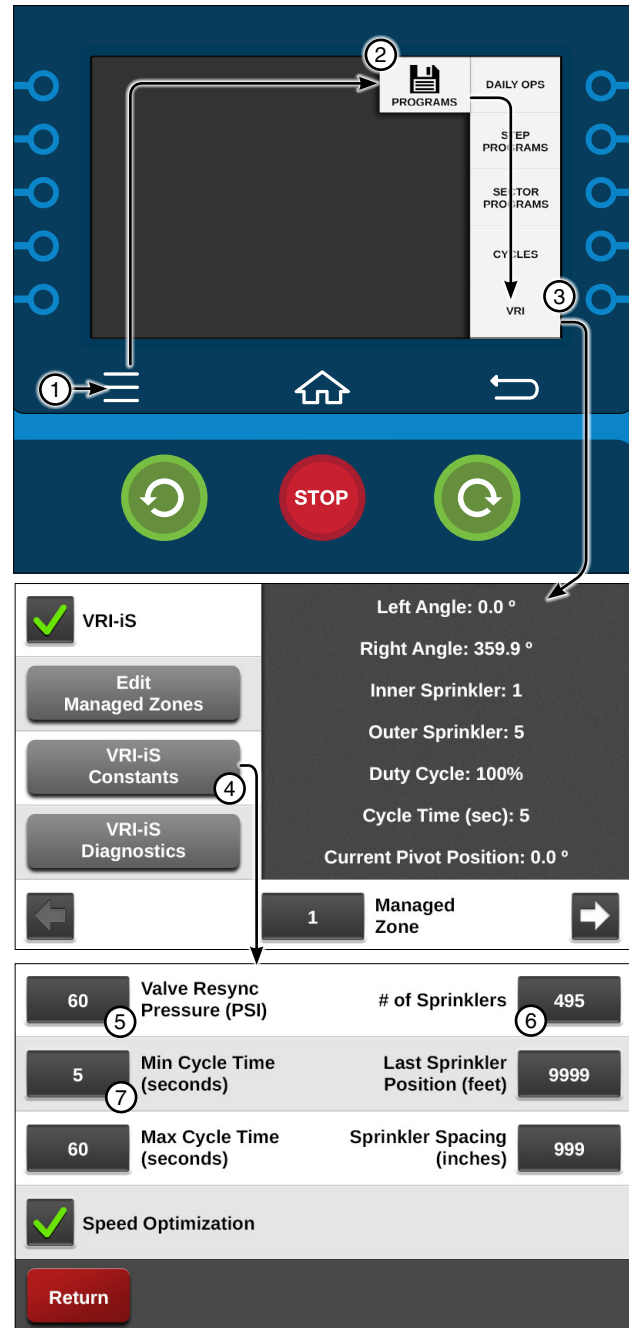 2
PROGRAMS
DAILY OPS
STEP
PROGRAMS
SECTOR
PROGRAMS
CYCLES
VRI
3
1
STOP
VRI-iS
Edit
Managed Zones
VRI-iS
Constants
4
VRI-iS
Diagnostics
Left Angle: 0.0 º
Right Angle: 359.9 º
Inner Sprinkler: 1
Outer Sprinkler: 5
Duty Cycle: 100%
Cycle Time (sec): 5
Current Pivot Position: 0.0 º
1
Managed
Zone
60
5
Valve Resync
Pressure (PSI)
# of Sprinklers
495
6
5
7
Min Cycle Time
(seconds)
Last Sprinkler
Position (feet)
9999
60
Max Cycle Time
(seconds)
Sprinkler Spacing
(inches)
999
Speed Optimization
Return